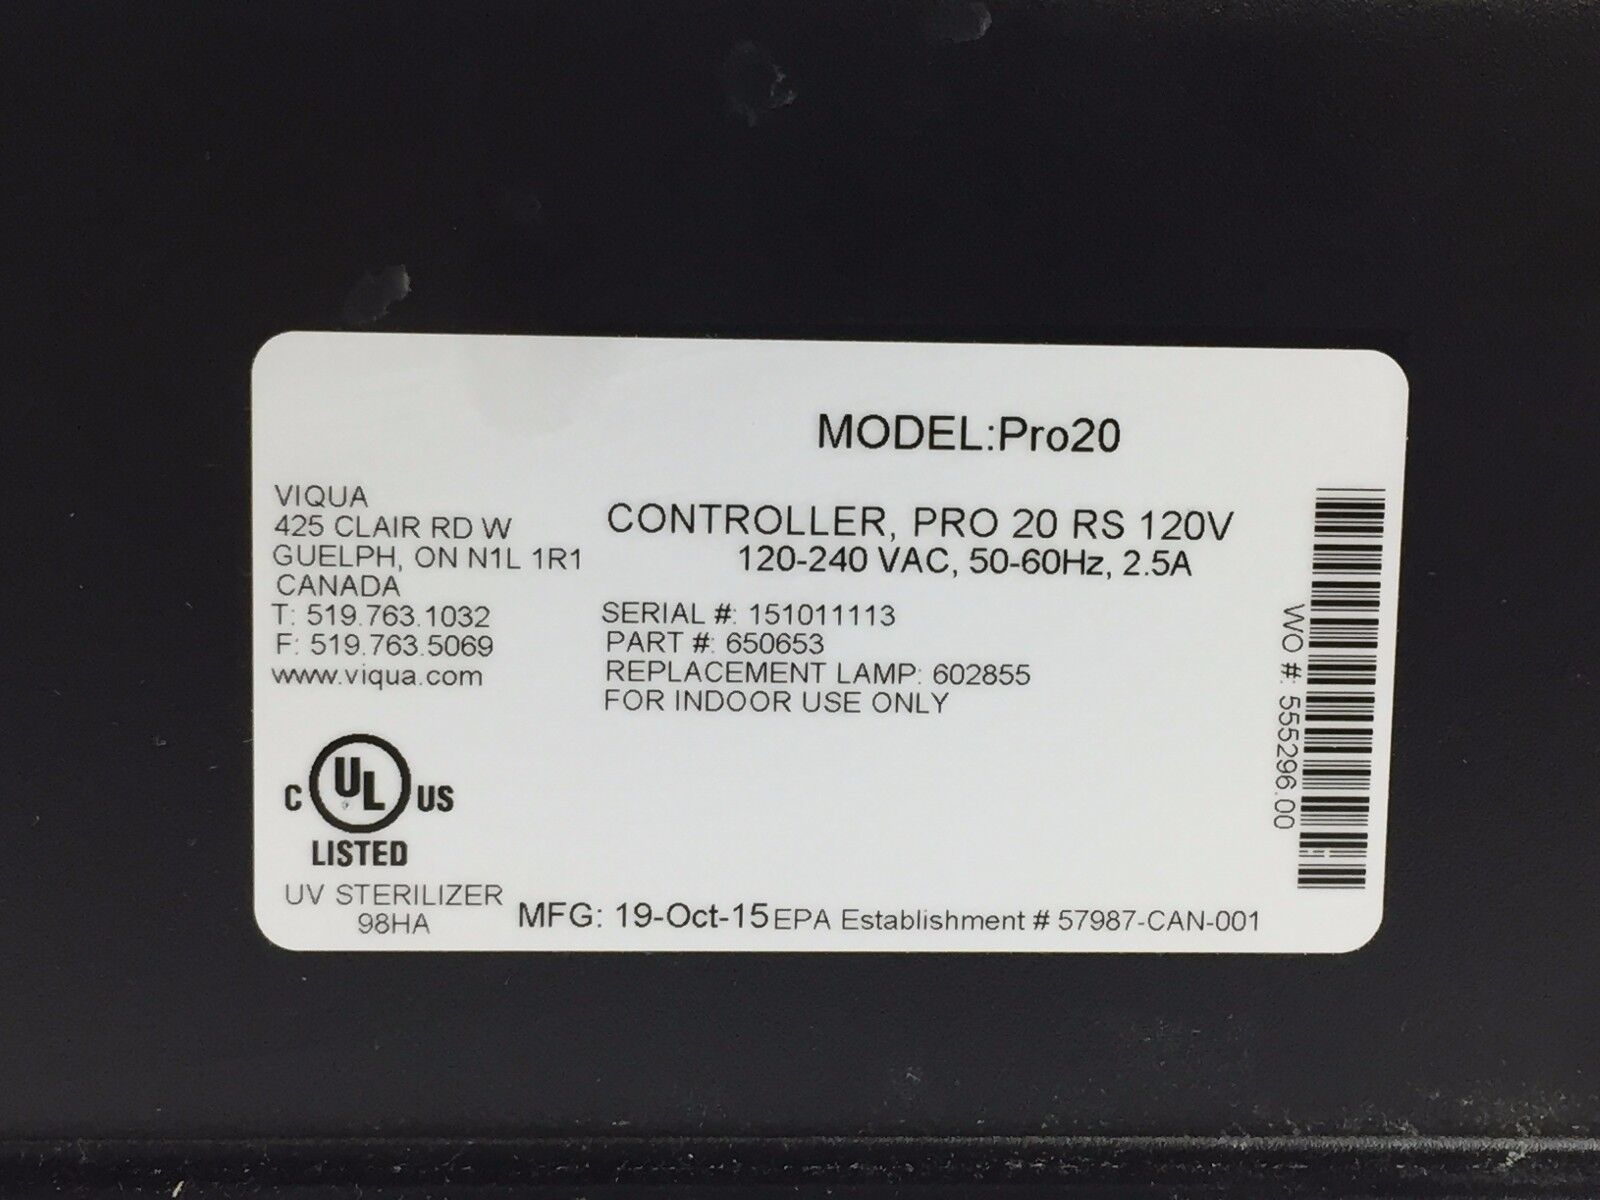 MODEL:Pro20
VIQUA
425 CLAIR RD W
GUELPH, ON N1L 1R1
CANADA
T: 519.763.1032
F: 519.763.5069
www.viqua.com
CONTROLLER, PRO 20 RS 120V
120-240 VAC, 50-60Hz, 2.5A
SERIAL #: 151011113
PART #: 650653
REPLACEMENT LAMP: 602855
FOR INDOOR USE ONLY
WO #: 555296.00
C UL US
LISTED
UV STERILIZER
98HA
MFG: 19-Oct-15 EPA Establishment # 57987-CAN-001